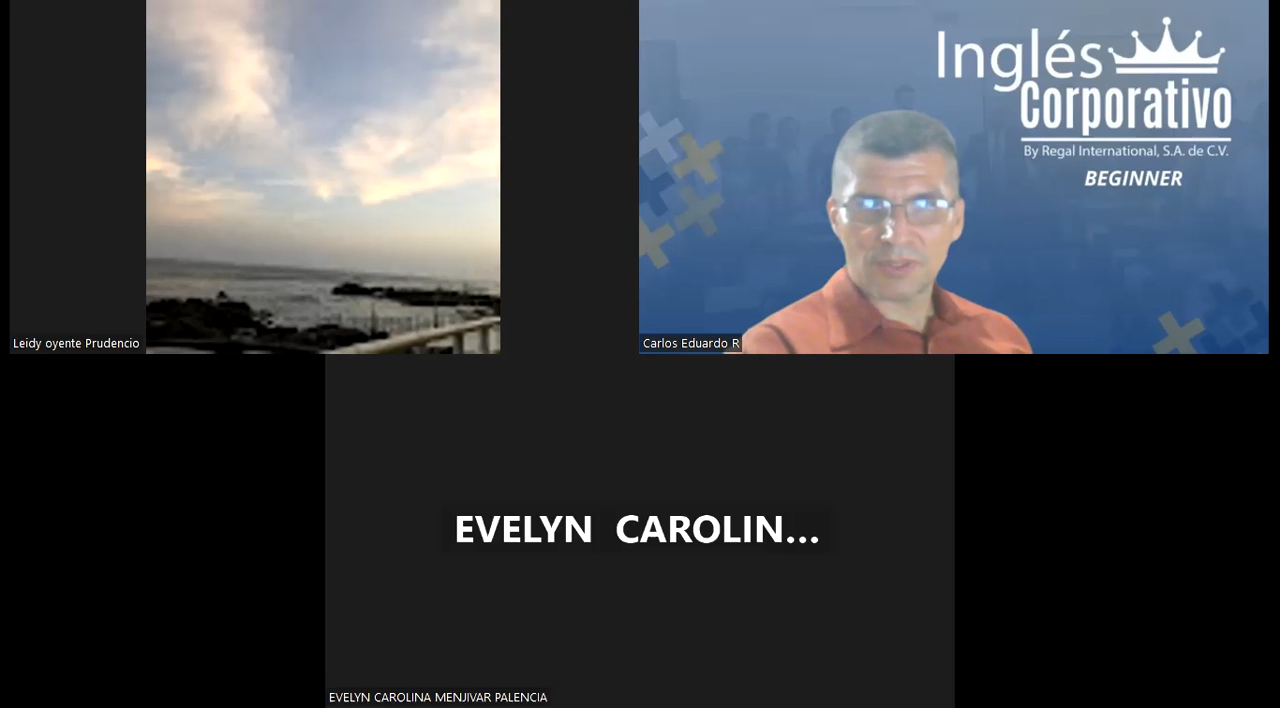 Inglés
Corporativo
By Regal International, S.A. de C.V.
BEGINNER
Leidy oyente Prudencio
Carlos Eduardo R
EVELYN CAROLIN...
EVELYN CAROLINA MENJIVAR PALENCIA